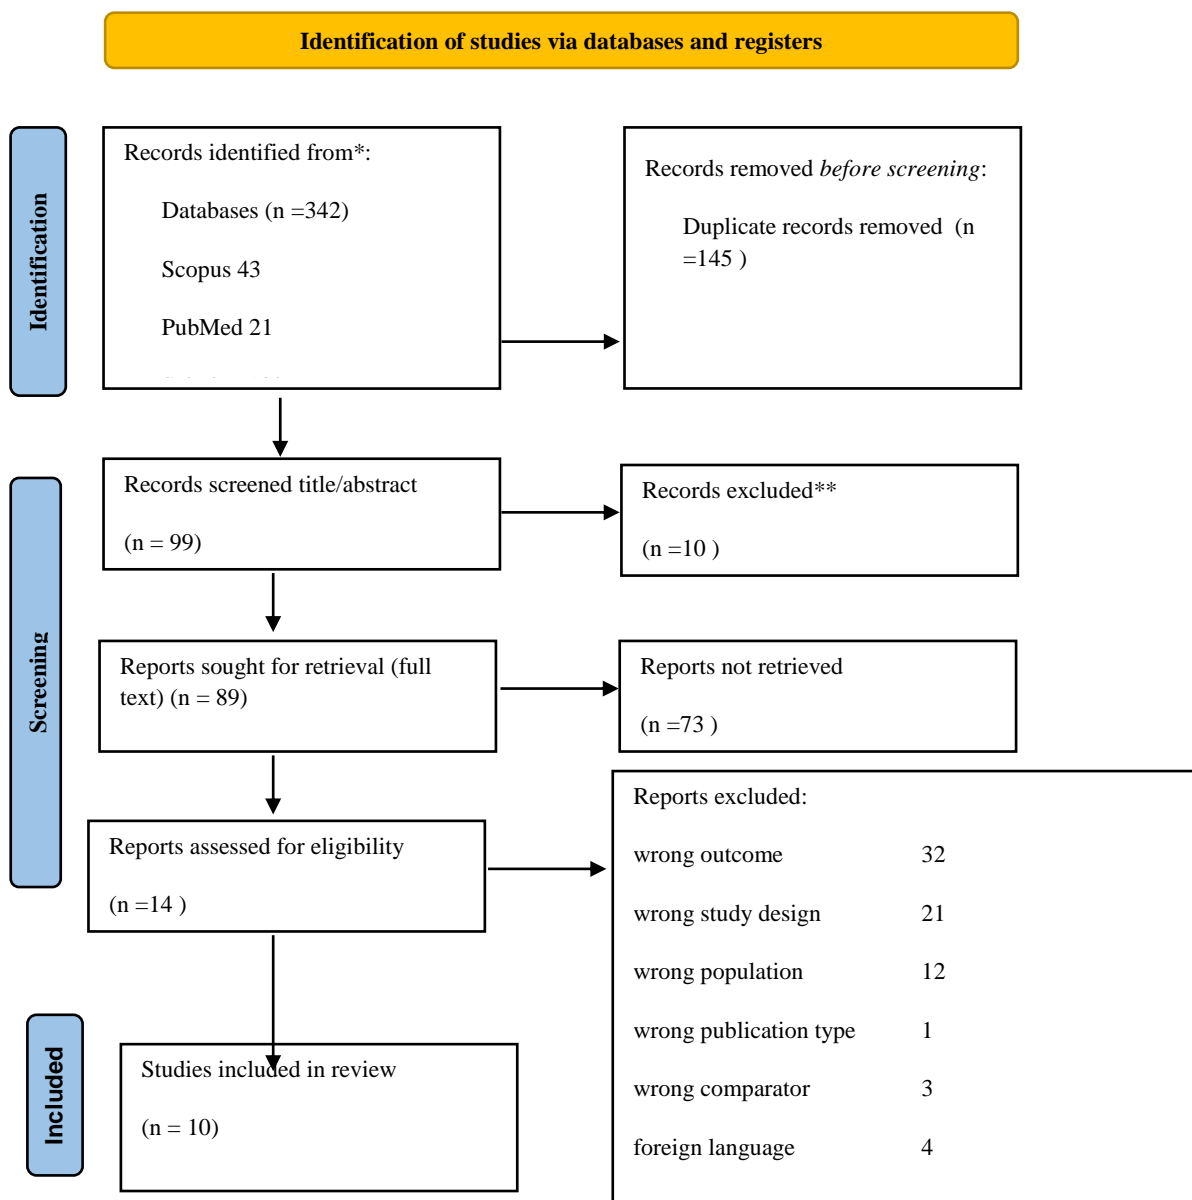 Identification of studies via databases and registers
Identification
Records identified from*:
Databases (n =342)
Scopus 43
PubMed 21
Records removed before screening:
Duplicate records removed (n
=145 )
Screening
Records screened title/abstract
(n = 99)
Records excluded**
(n =10 )
Reports sought for retrieval (full
text) (n = 89)
Reports not retrieved
(n =73 )
Reports assessed for eligibility
(n =14 )
Reports excluded:
wrong outcome 32
wrong study design 21
wrong population 12
wrong publication type 1
wrong comparator 3
foreign language 4
Included
Studies included in review
(n = 10)